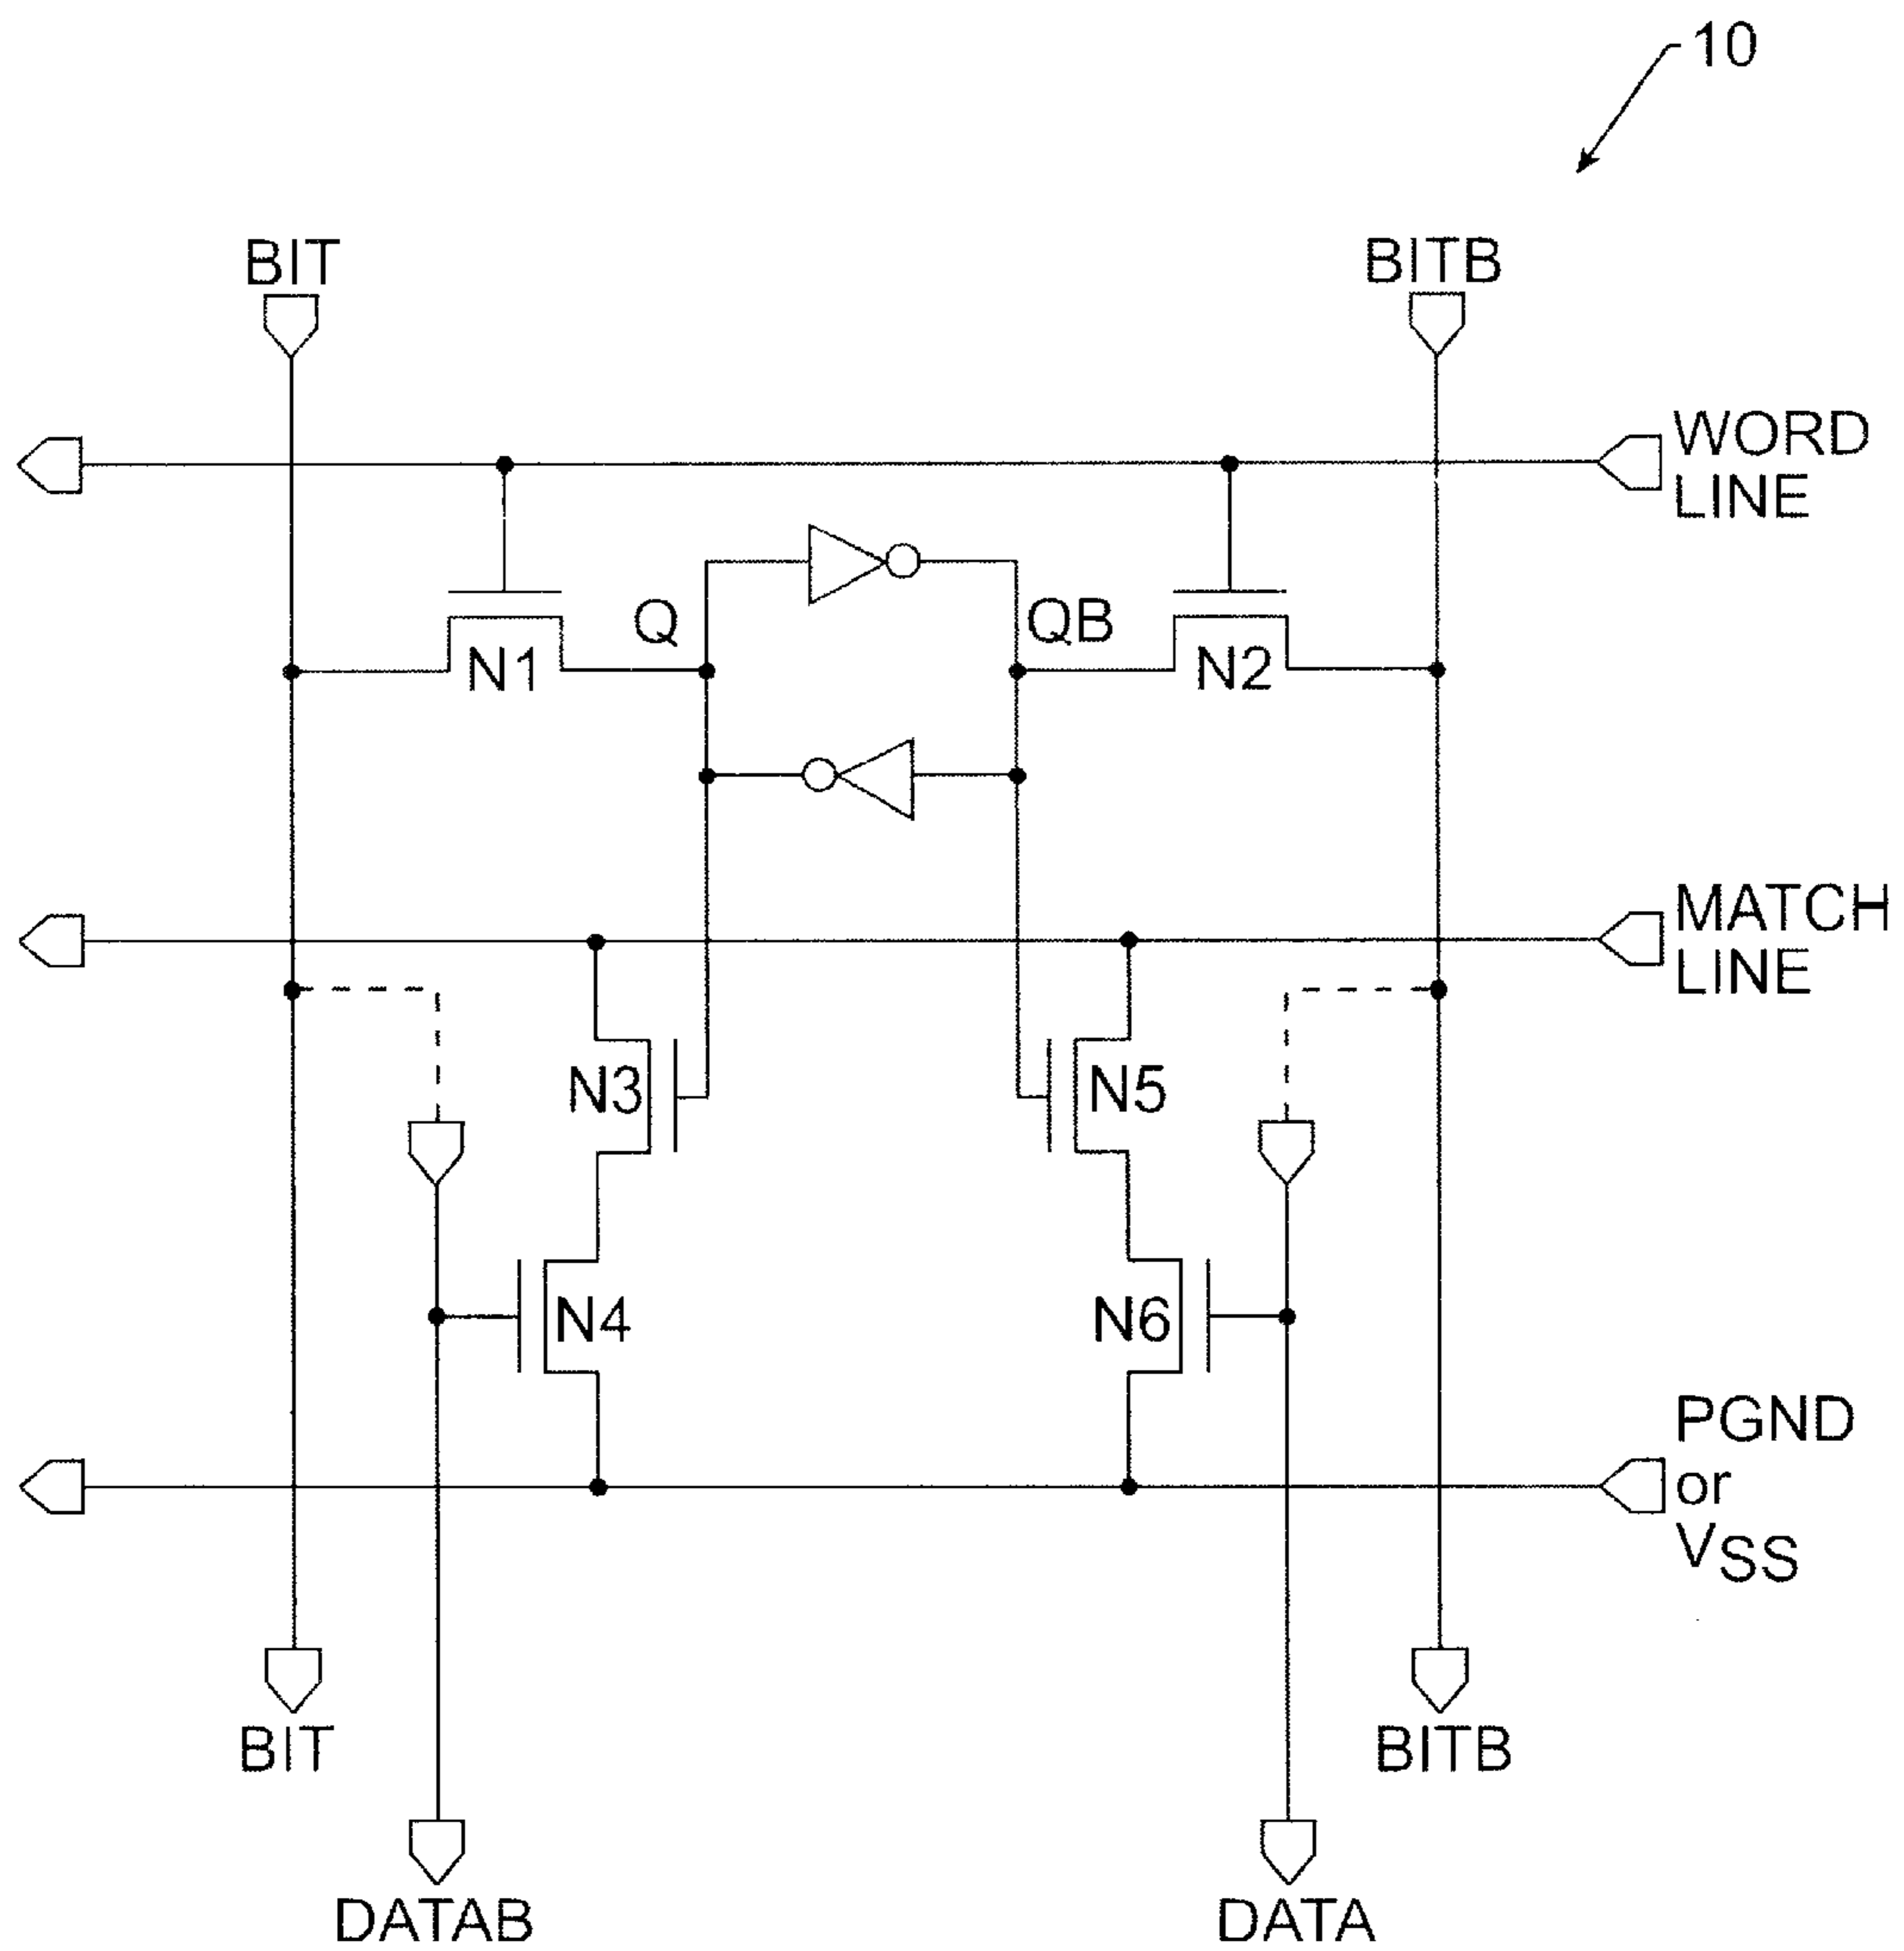 10
BIT
BITB
WORD
LINE
Q
QB
N1
N2
MATCH
LINE
N3
N5
N4
N6
PGND
or
VSS
BIT
BITB
DATAB
DATA